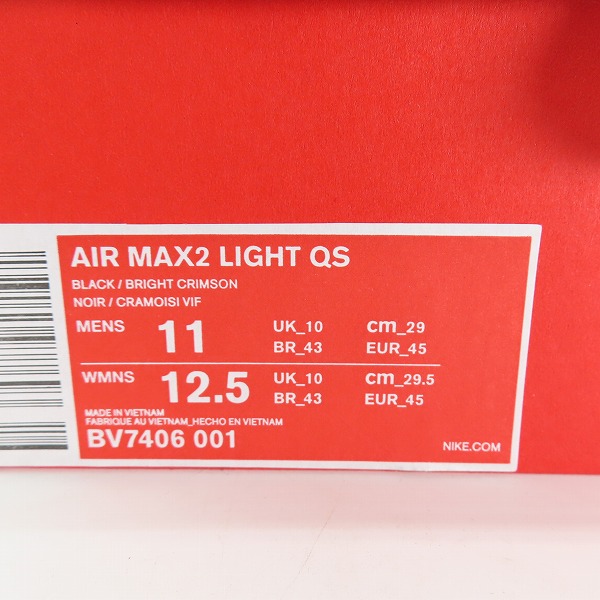 AIR MAX2 LIGHT QS
BLACK / BRIGHT CRIMSON
NOIR / CRAMOISI VIF
MENS 11 UK_10 cm_29
BR_43 EUR_45
WMNS 12.5 UK_10 cm_29.5
BR_43 EUR_45
MADE IN VIETNAM
FABRIQUE AU VIETNAM_HECHO EN VIETNAM
BV7406 001
NIKE.COM